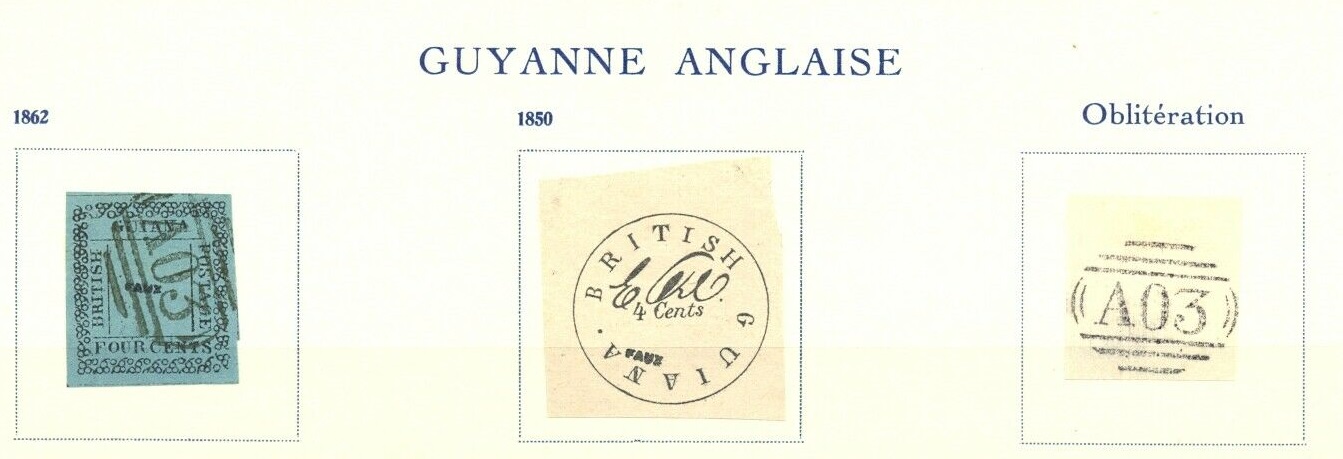 GUYANNE ANGLAISE
1862
1850
Oblitération
GUIANA
BRITISH
POSTAGE
FOUR CENTS
A03
FAUX
BRITISH GUIANA.
4 Cents
FAUX
A03